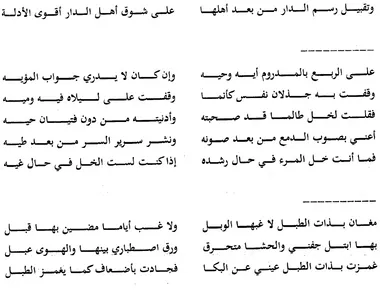 وتقبيل رسم الدار من بعد أهلها على شوق أهل الدار أقوى الأدلة
----------
على الربع بالمدروم أيه وحيه وإن كان لا يدري جواب المؤيه
وقفت به جذلان نفس كأنما وقفت على ليلاه فيه وميه
فقلت لخل طالما قد صحبته وأدنيته من دون فتيان حيه
أعني بصوب الدمع من بعد صونه ونشر سرير السر من بعد طيه
فما أنت خل المرء في حال رشده إذا كنت لست الخل في حال غيه
----------
مغان بذات الطبل لا غبها الوبل ولا غب أياما مضين بها قبل
بها ابتل جفني والحشا متحرق ورق اصطباري بينها والهوى عبل
غمزت بذات الطبل عيني عن البكا فجادت بأضعاف كما يغمز الطبل